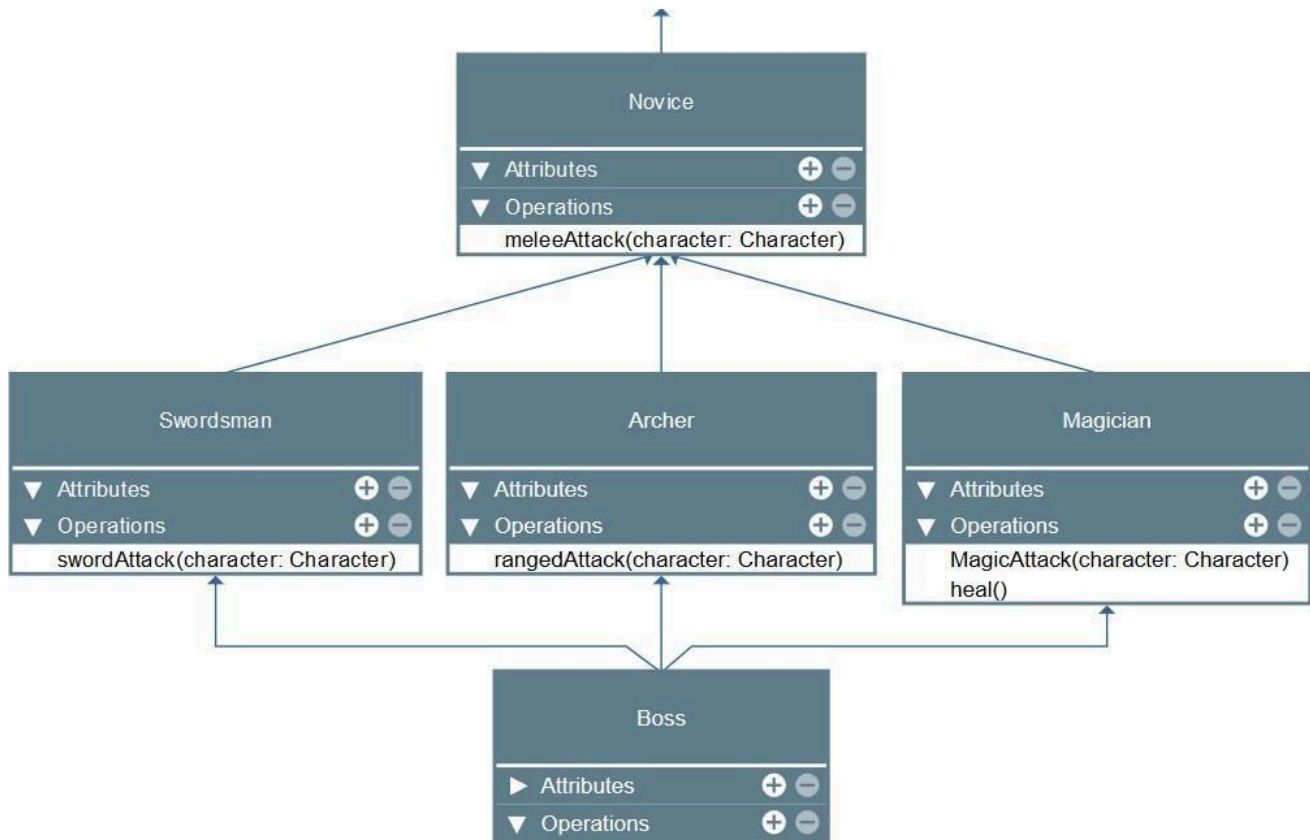 Novice
Attributes
Operations
meleeAttack(character: Character)
Swordsman
Attributes
Operations
swordAttack(character: Character)
Archer
Attributes
Operations
rangedAttack(character: Character)
Magician
Attributes
Operations
MagicAttack(character: Character)
heal()
Boss
Attributes
Operations